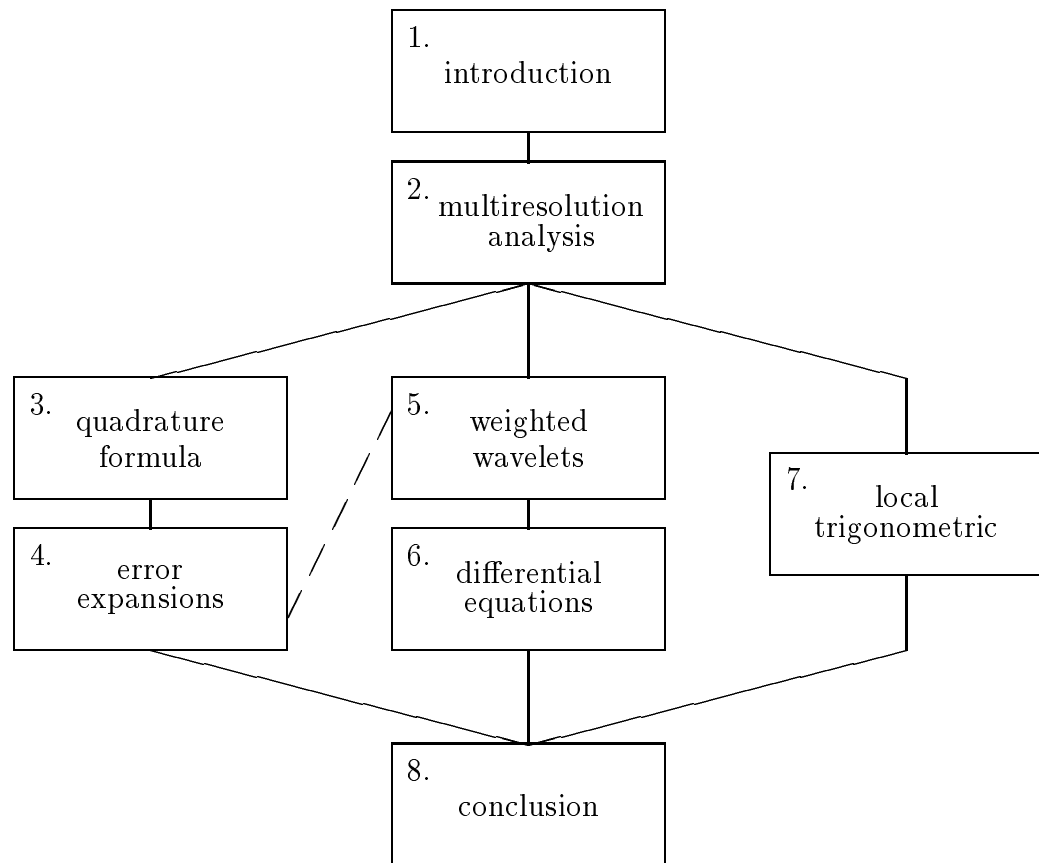 1.
introduction
2.
multiresolution
analysis
3.
quadrature
formula
4.
error
expansions
5.
weighted
wavelets
6.
differential
equations
7.
local
trigonometric
8.
conclusion